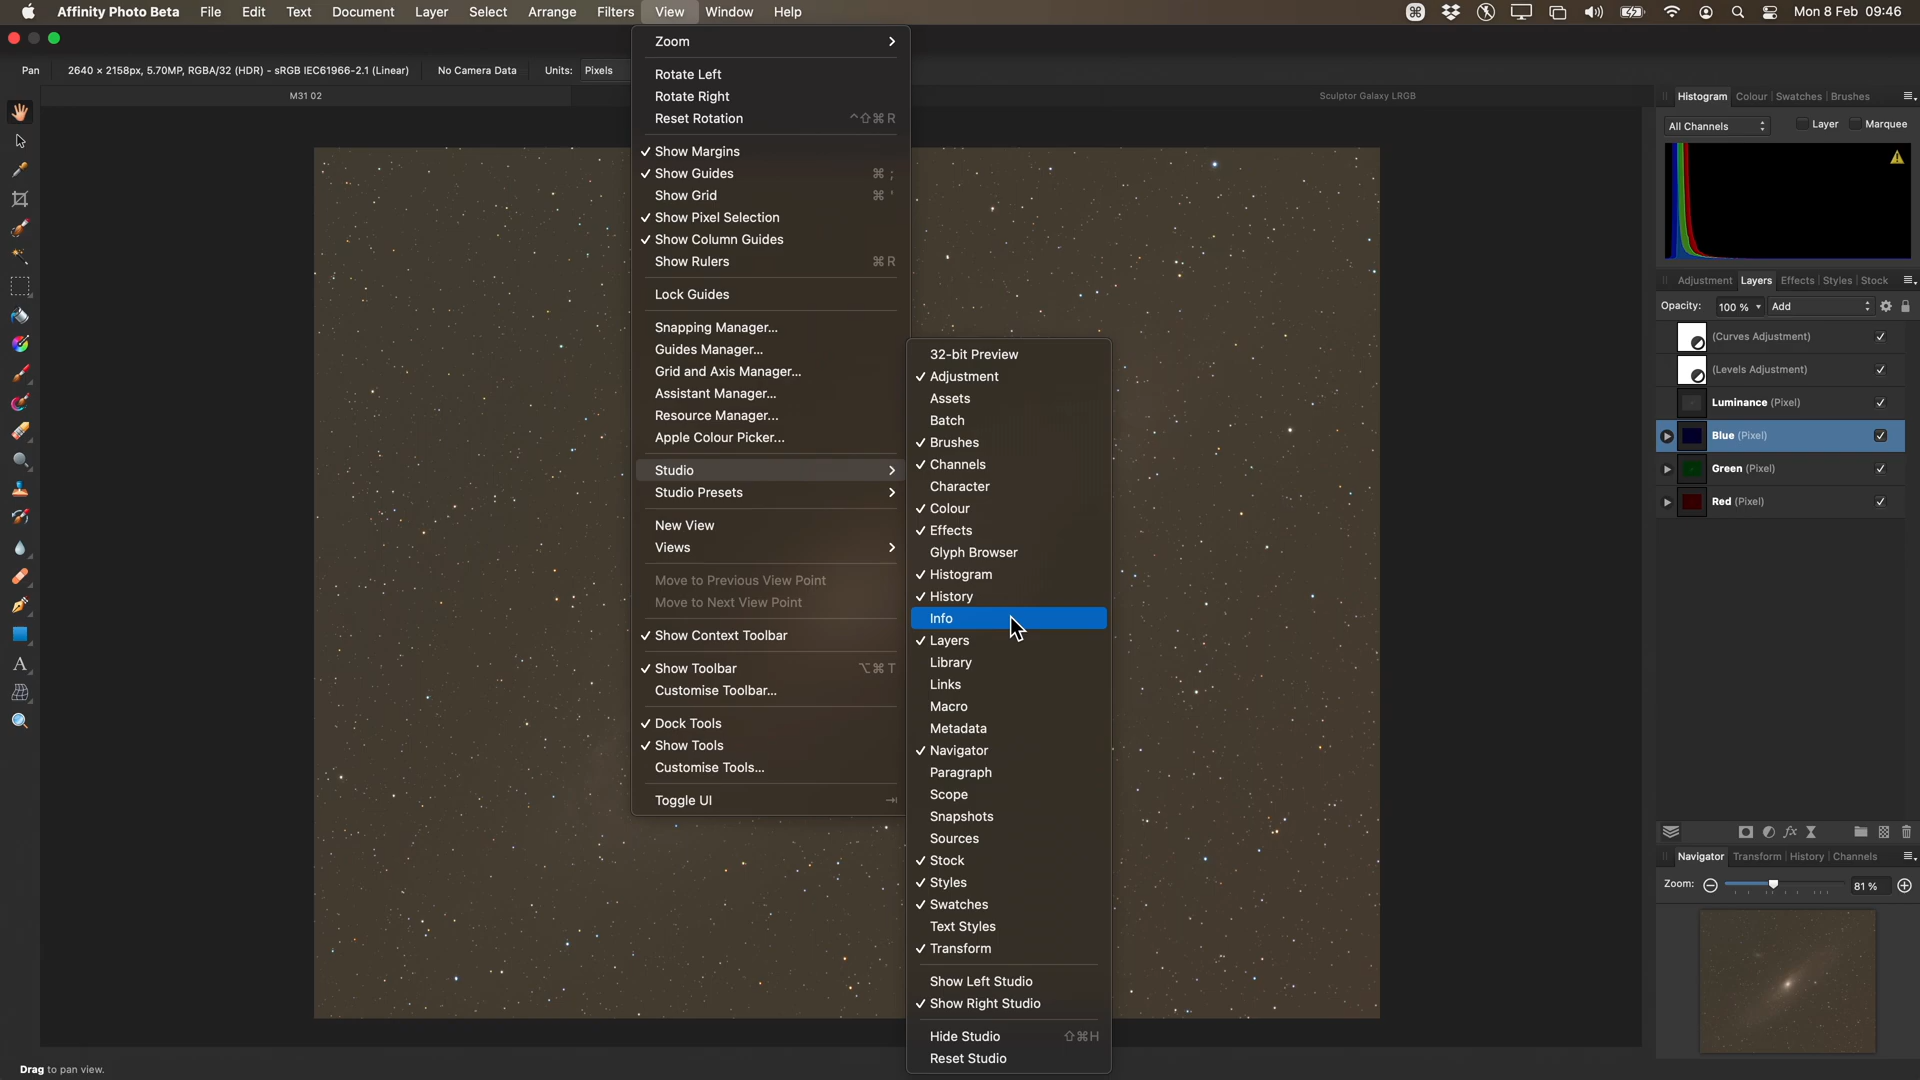 Affinity Photo Beta File Edit Text Document Layer Select Arrange Filters View Window Help Mon 8 Feb 09:46
Pan 2640 × 2158px, 5.70MP, RGBA/32 (HDR) - sRGB IEC61966-2.1 (Linear) No Camera Data Units: Pixels
M31 02
Sculptor Galaxy LRGB
Zoom
Rotate Left
Rotate Right
Reset Rotation ^⇧⌘R
✓ Show Margins
✓ Show Guides ⌘;
Show Grid ⌘'
✓ Show Pixel Selection
✓ Show Column Guides
Show Rulers ⌘R
Lock Guides
Snapping Manager...
Guides Manager...
Grid and Axis Manager...
Assistant Manager...
Resource Manager...
Apple Colour Picker...
Studio
Studio Presets
New View
Views
Move to Previous View Point
Move to Next View Point
✓ Show Context Toolbar
✓ Show Toolbar ⌥⌘T
Customise Toolbar...
✓ Dock Tools
✓ Show Tools
Customise Tools...
Toggle UI ⇥
32-bit Preview
✓ Adjustment
Assets
Batch
✓ Brushes
✓ Channels
Character
✓ Colour
✓ Effects
Glyph Browser
✓ Histogram
✓ History
Info
✓ Layers
Library
Links
Macro
Metadata
✓ Navigator
Paragraph
Scope
Snapshots
Sources
✓ Stock
✓ Styles
✓ Swatches
Text Styles
✓ Transform
Show Left Studio
✓ Show Right Studio
Hide Studio ⇧⌘H
Reset Studio
Histogram Colour Swatches Brushes
All Channels Layer Marquee
Adjustment Layers Effects Styles Stock
Opacity: 100 % Add
(Curves Adjustment)
(Levels Adjustment)
Luminance (Pixel)
Blue (Pixel)
Green (Pixel)
Red (Pixel)
fx
Navigator Transform History Channels
Zoom: 81 %
Drag to pan view.